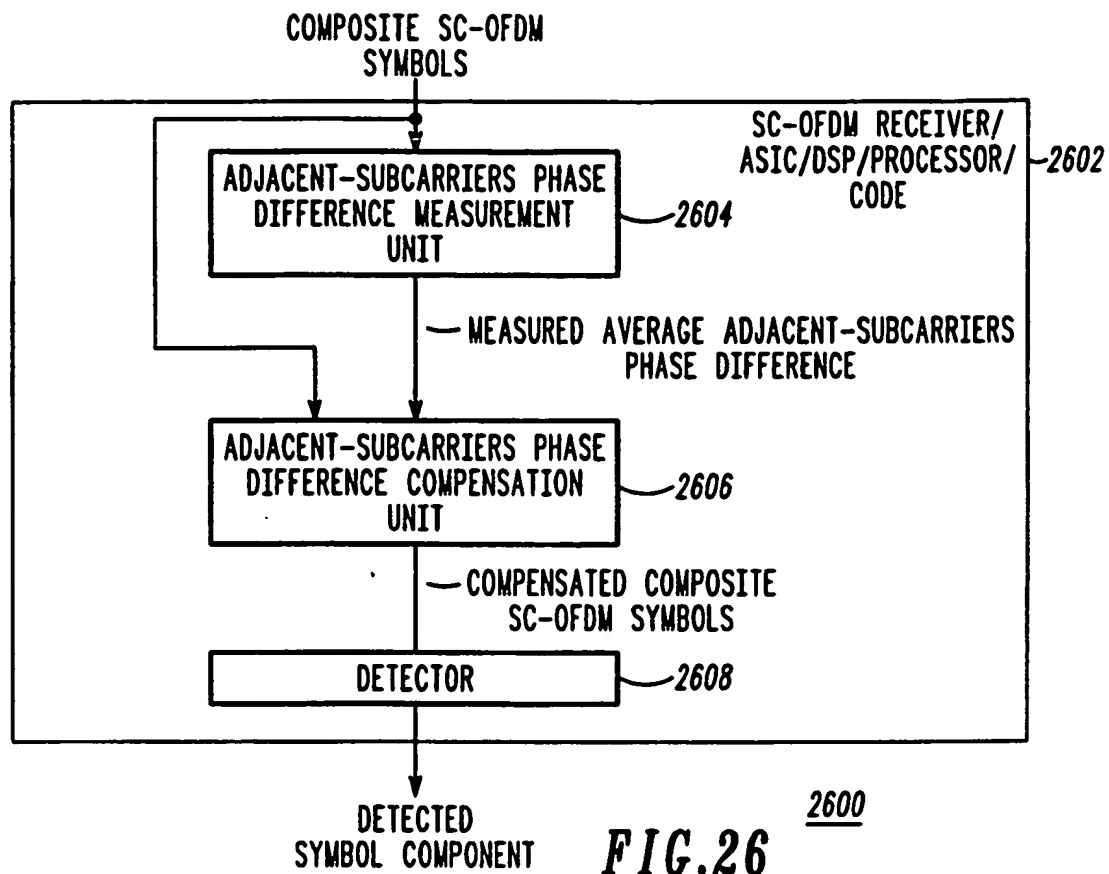 COMPOSITE SC-OFDM
SYMBOLS
SC-OFDM RECEIVER/
ASIC/DSP/PROCESSOR/
CODE
2602
ADJACENT-SUBCARRIERS PHASE
DIFFERENCE MEASUREMENT
UNIT
2604
MEASURED AVERAGE ADJACENT-SUBCARRIERS
PHASE DIFFERENCE
ADJACENT-SUBCARRIERS PHASE
DIFFERENCE COMPENSATION
UNIT
2606
COMPENSATED COMPOSITE
SC-OFDM SYMBOLS
DETECTOR
2608
DETECTED
SYMBOL COMPONENT
2600
FIG.26